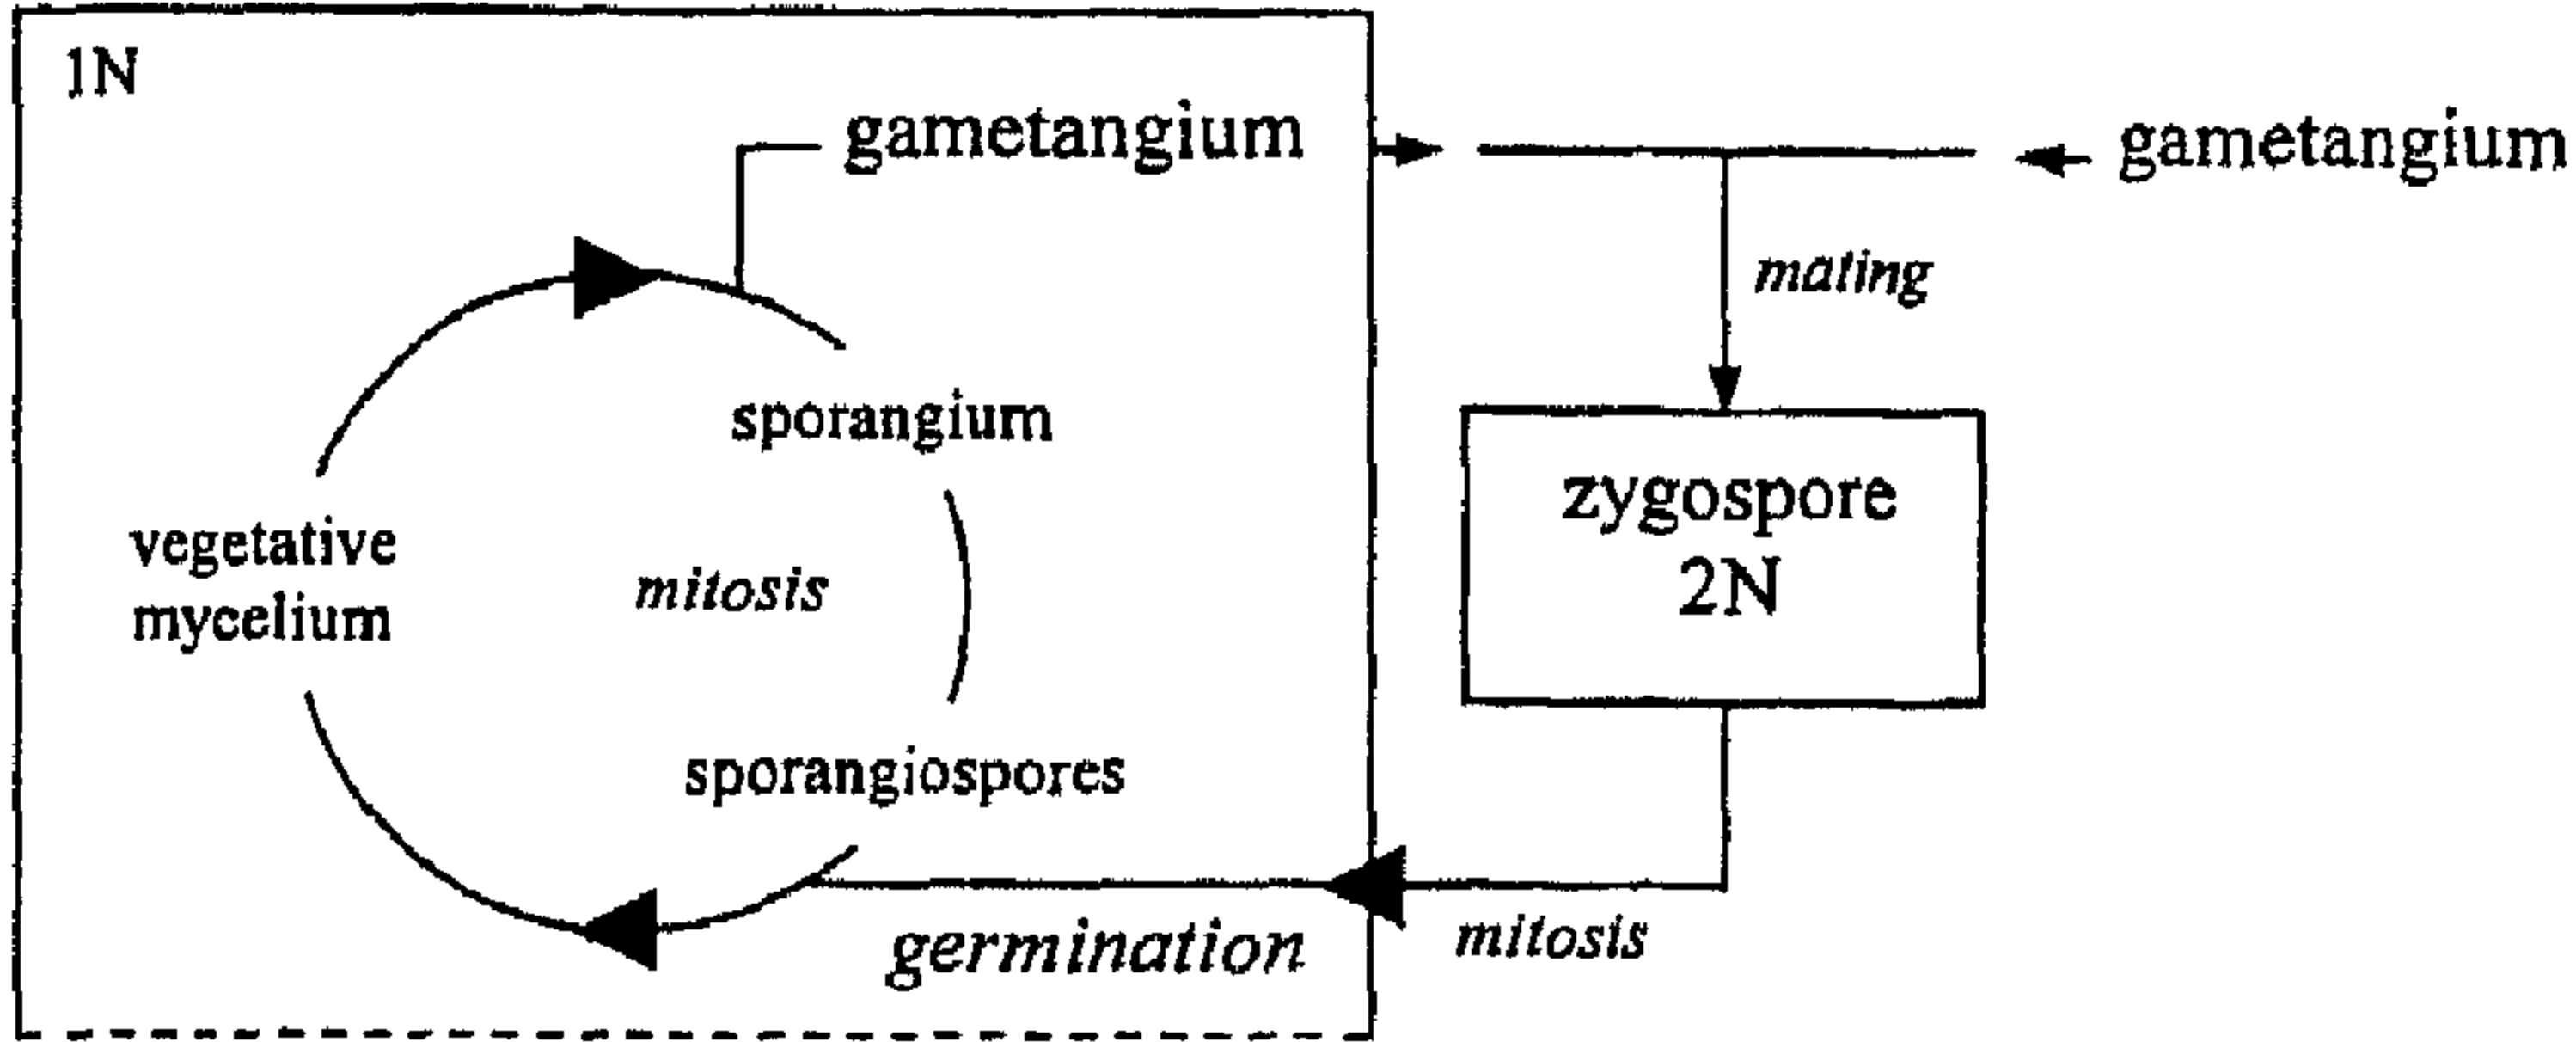 1N
gametangium
gametangium
mating
sporangium
zygospore
2N
vegetative
mycelium
mitosis
sporangiospores
germination
mitosis